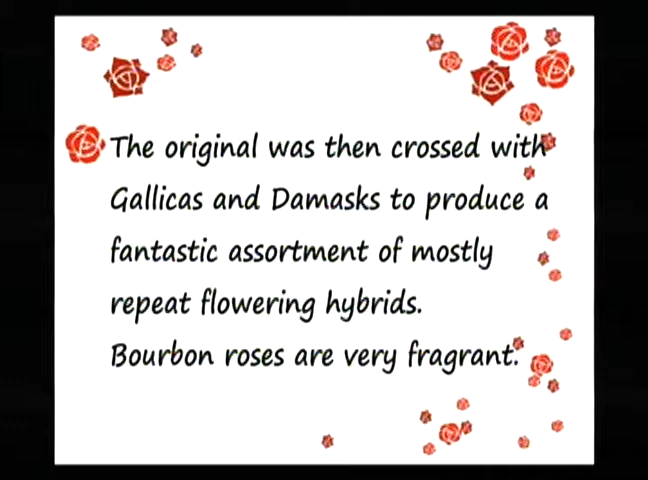 The original was then crossed with
Gallicas and Damasks to produce a
fantastic assortment of mostly
repeat flowering hybrids.
Bourbon roses are very fragrant.